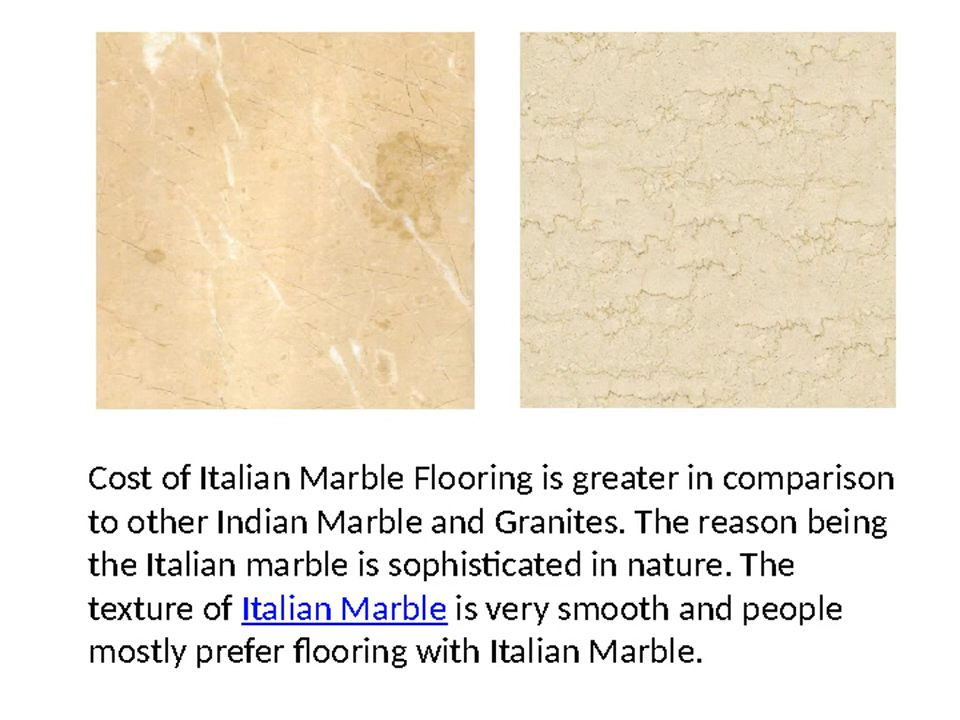 Cost of Italian Marble Flooring is greater in comparison
to other Indian Marble and Granites. The reason being
the Italian marble is sophisticated in nature. The
texture of Italian Marble is very smooth and people
mostly prefer flooring with Italian Marble.